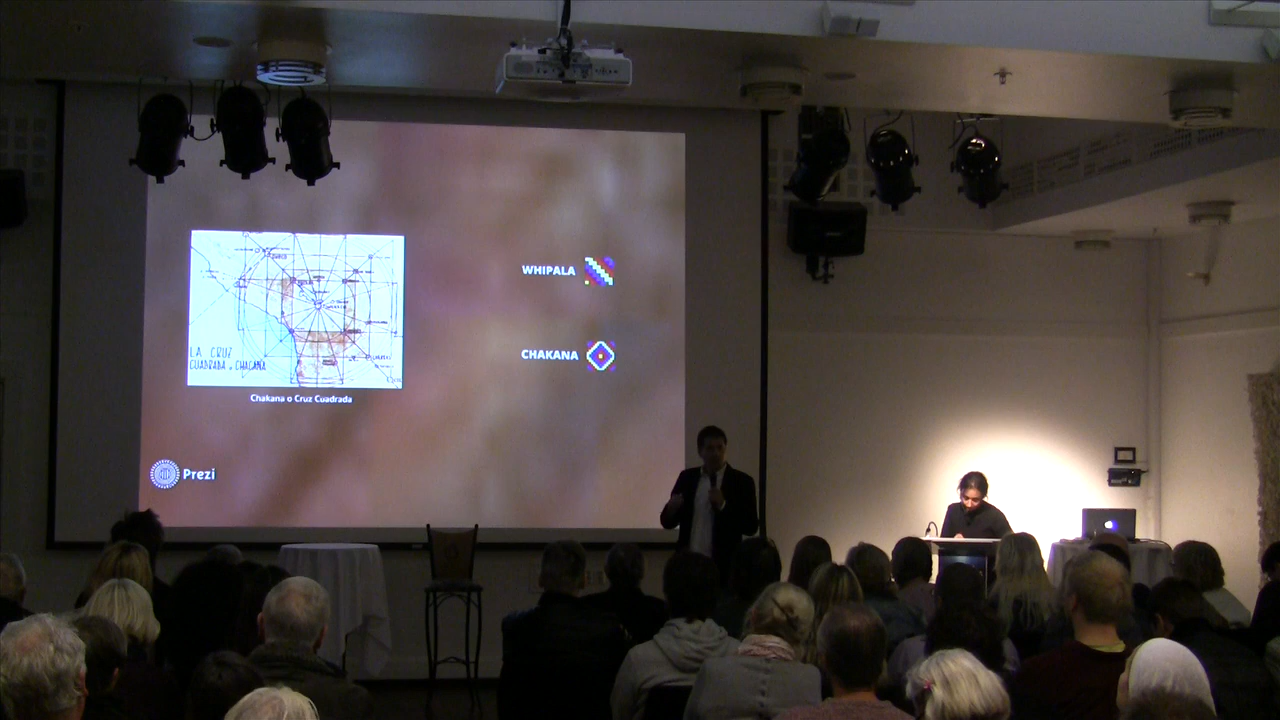 WHIPALA
LA CRUZ
CUADRADA o CHACANA
CHAKANA
Chakana o Cruz Cuadrada
Prezi